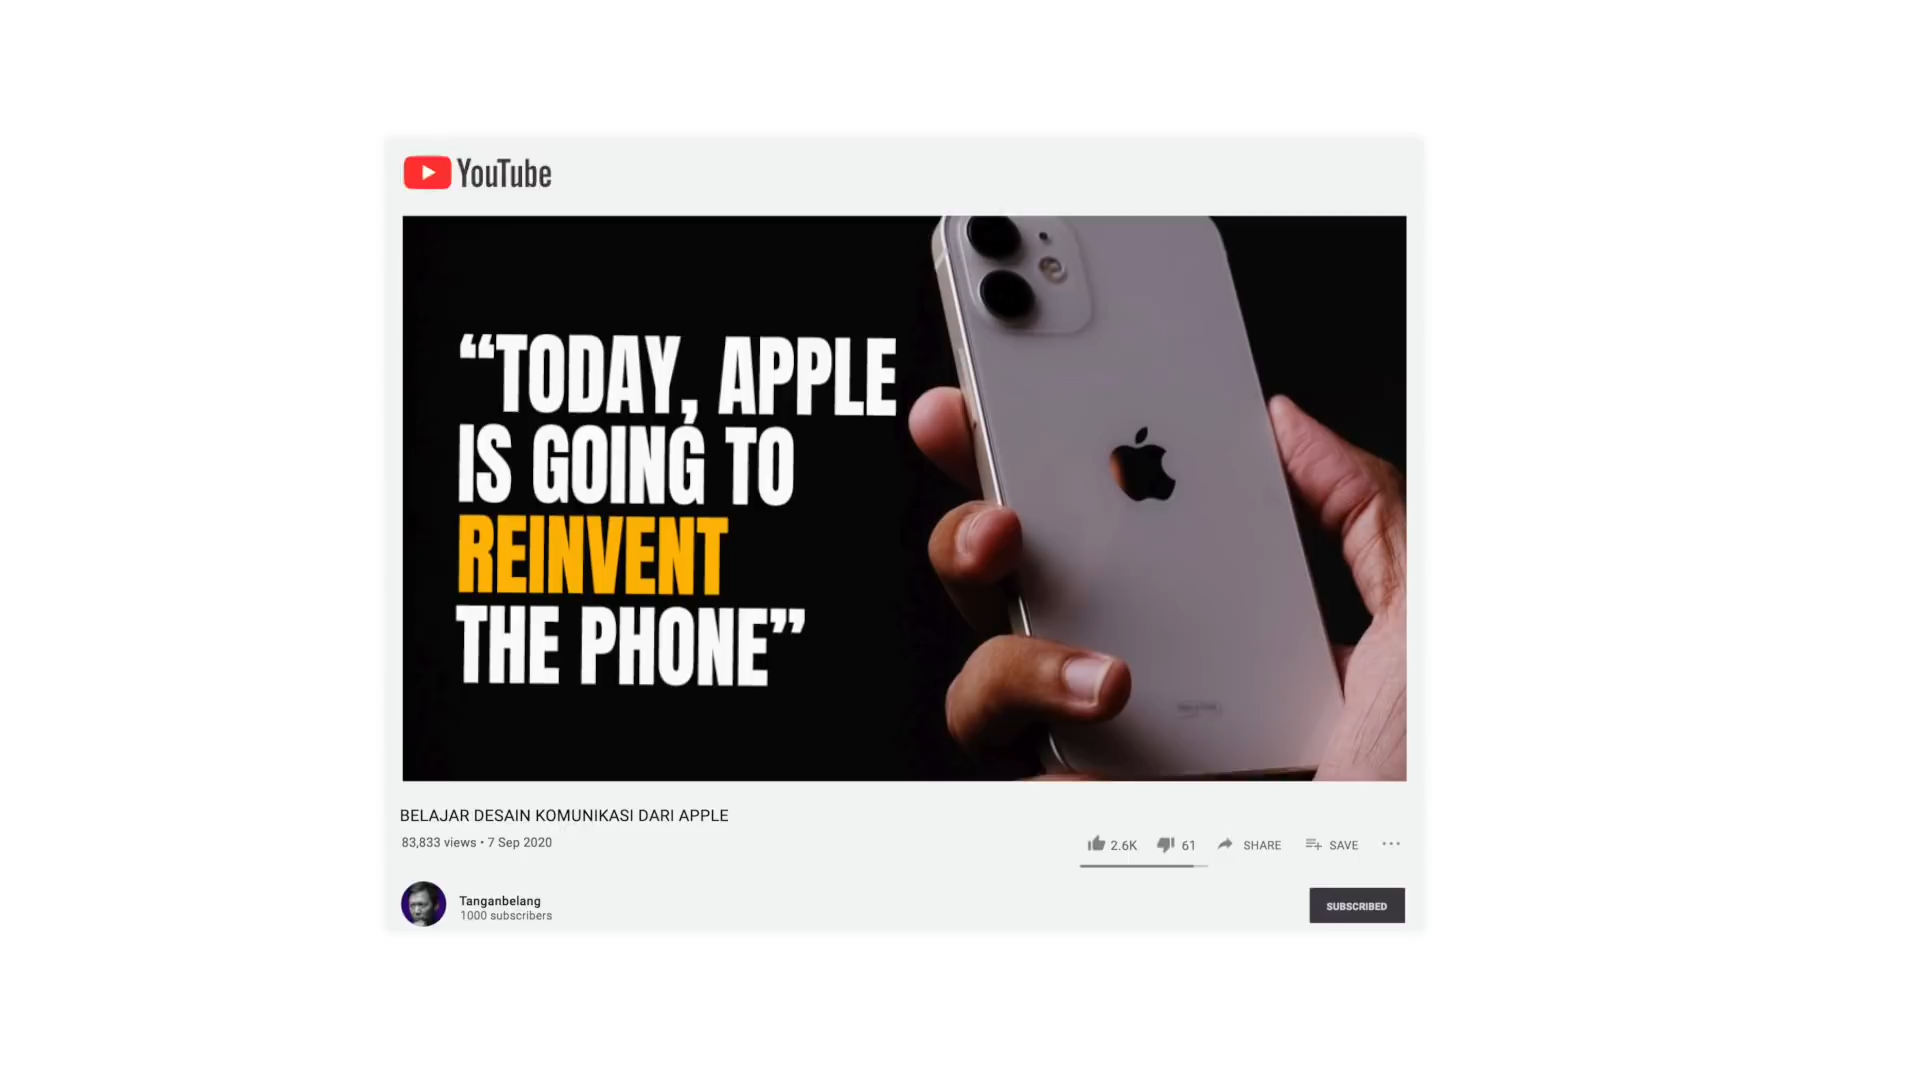 YouTube
“TODAY, APPLE
IS GOING TO
REINVENT
THE PHONE”
BELAJAR DESAIN KOMUNIKASI DARI APPLE
83,833 views • 7 Sep 2020
2.6K 61 SHARE SAVE ...
Tanganbelang
1000 subscribers
SUBSCRIBED